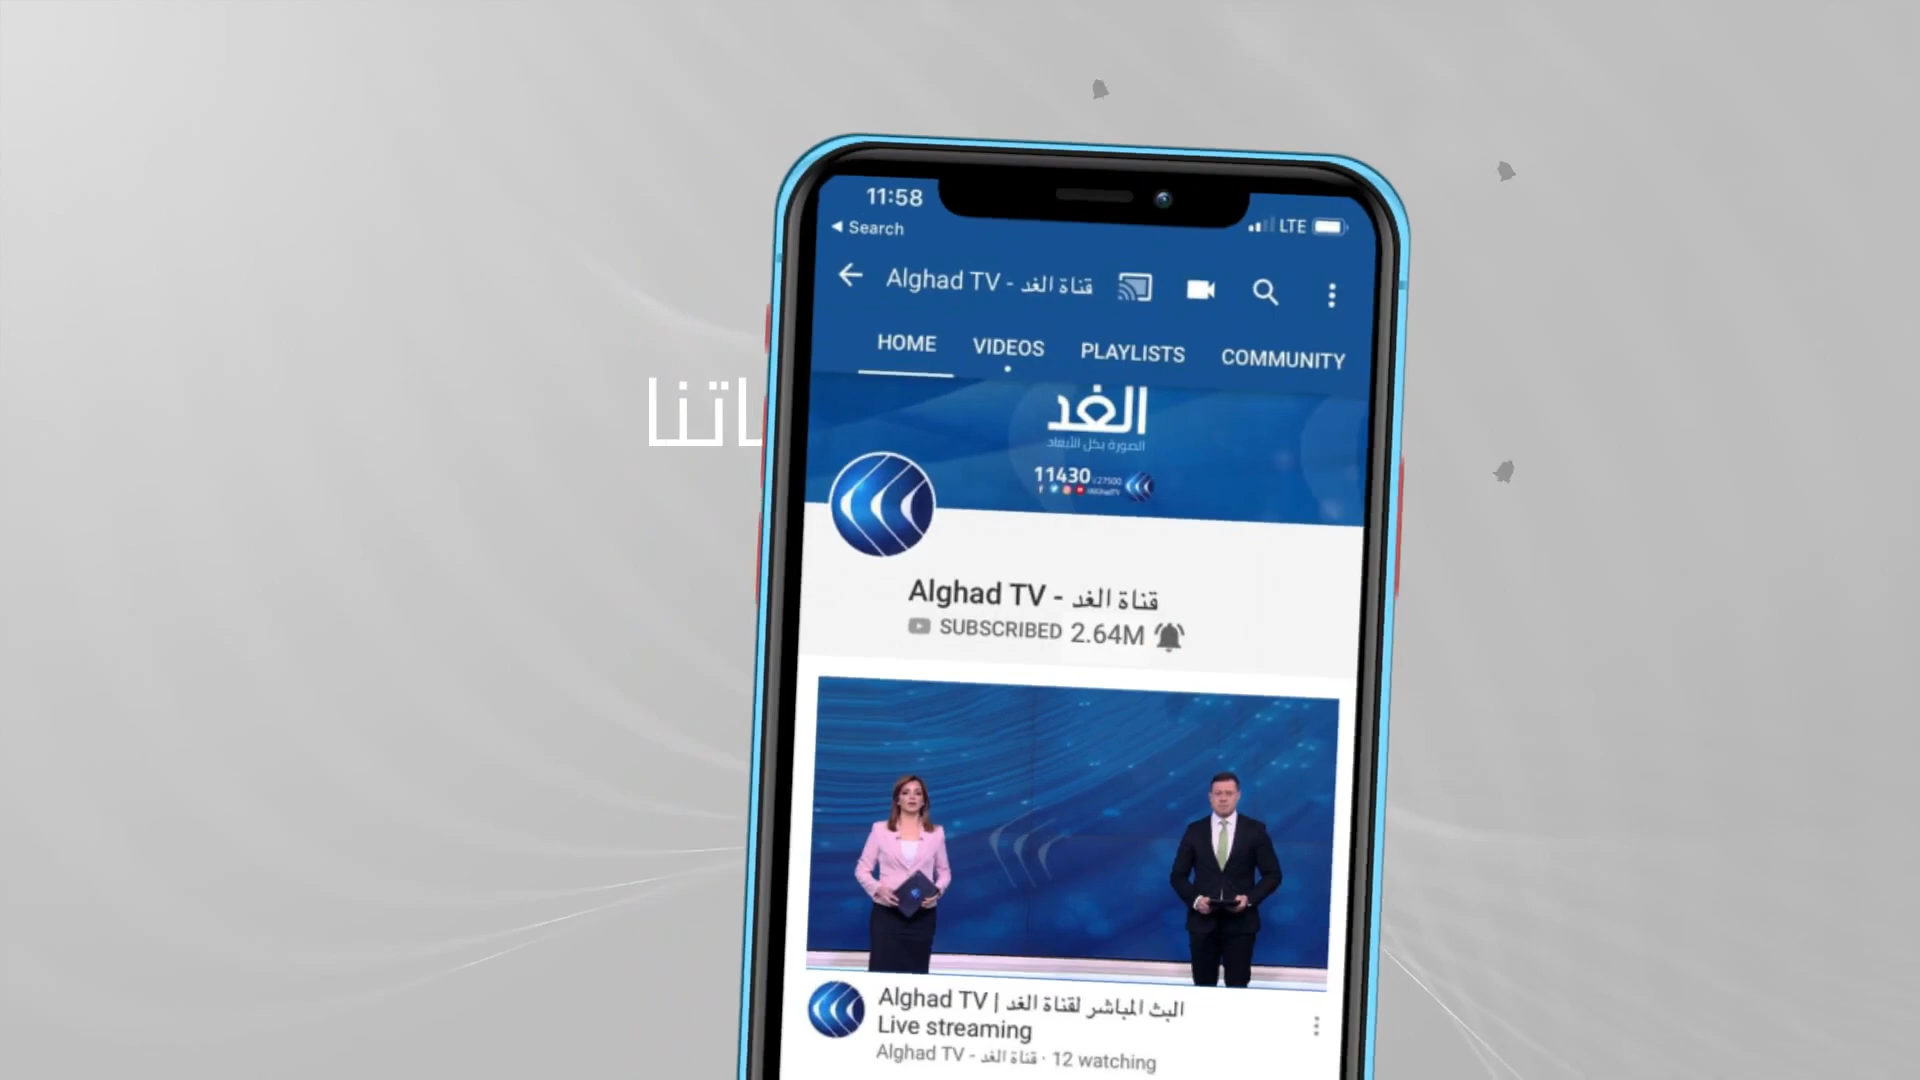 11:58
◀ Search
LTE
Alghad TV - قناة الغد
HOME VIDEOS PLAYLISTS COMMUNITY
الغد
الصورة بكل الأبعاد
11430 V27500
AlGhadTV
Alghad TV - قناة الغد
SUBSCRIBED 2.64M
Alghad TV | البث المباشر لقناة الغد
Live streaming
Alghad TV - قناة الغد · 12 watching